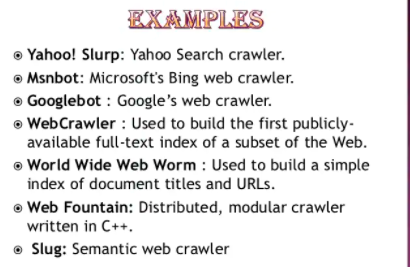 EXAMPLES
Yahoo! Slurp: Yahoo Search crawler.
Msnbot: Microsoft's Bing web crawler.
Googlebot : Google’s web crawler.
WebCrawler : Used to build the first publicly-
available full-text index of a subset of the Web.
World Wide Web Worm : Used to build a simple
index of document titles and URLs.
Web Fountain: Distributed, modular crawler
written in C++.
Slug: Semantic web crawler